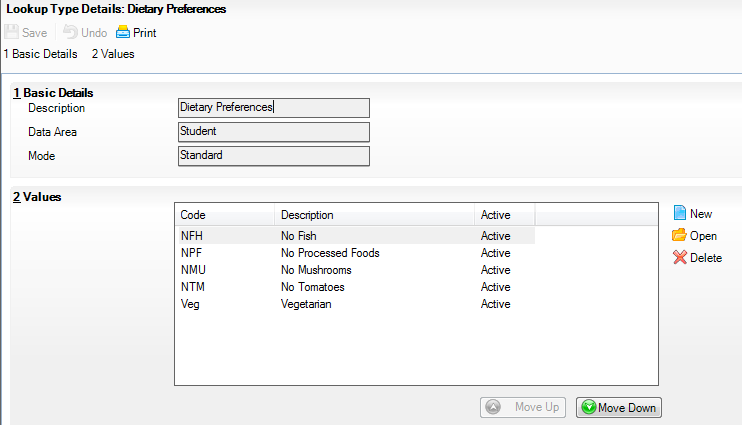 Lookup Type Details: Dietary Preferences
Save Undo Print
1 Basic Details 2 Values
1 Basic Details
Description Dietary Preferences
Data Area Student
Mode Standard
2 Values
Code Description Active
NFH No Fish Active
NPF No Processed Foods Active
NMU No Mushrooms Active
NTM No Tomatoes Active
Veg Vegetarian Active
New
Open
Delete
Move Up Move Down